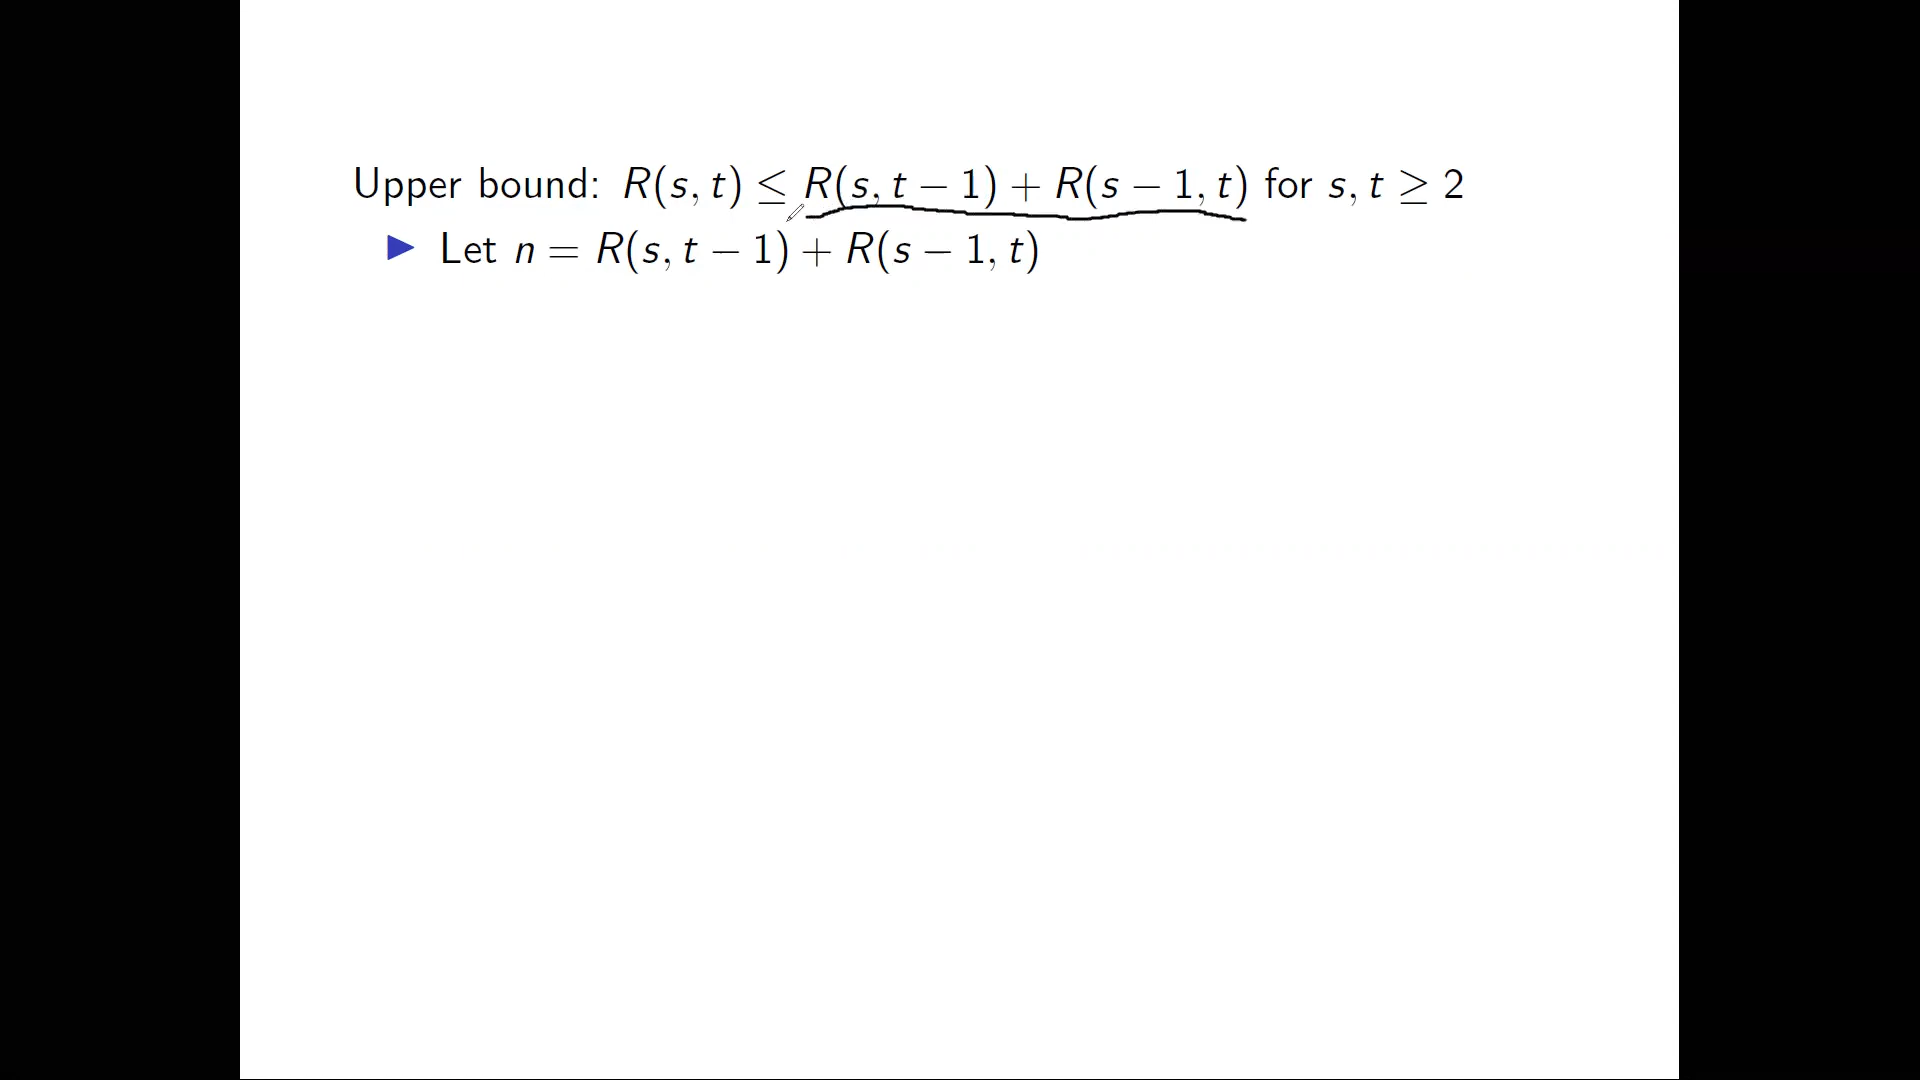 Upper bound: R(s, t) ≤ R(s, t − 1) + R(s − 1, t) for s, t ≥ 2
▶ Let n = R(s, t − 1) + R(s − 1, t)